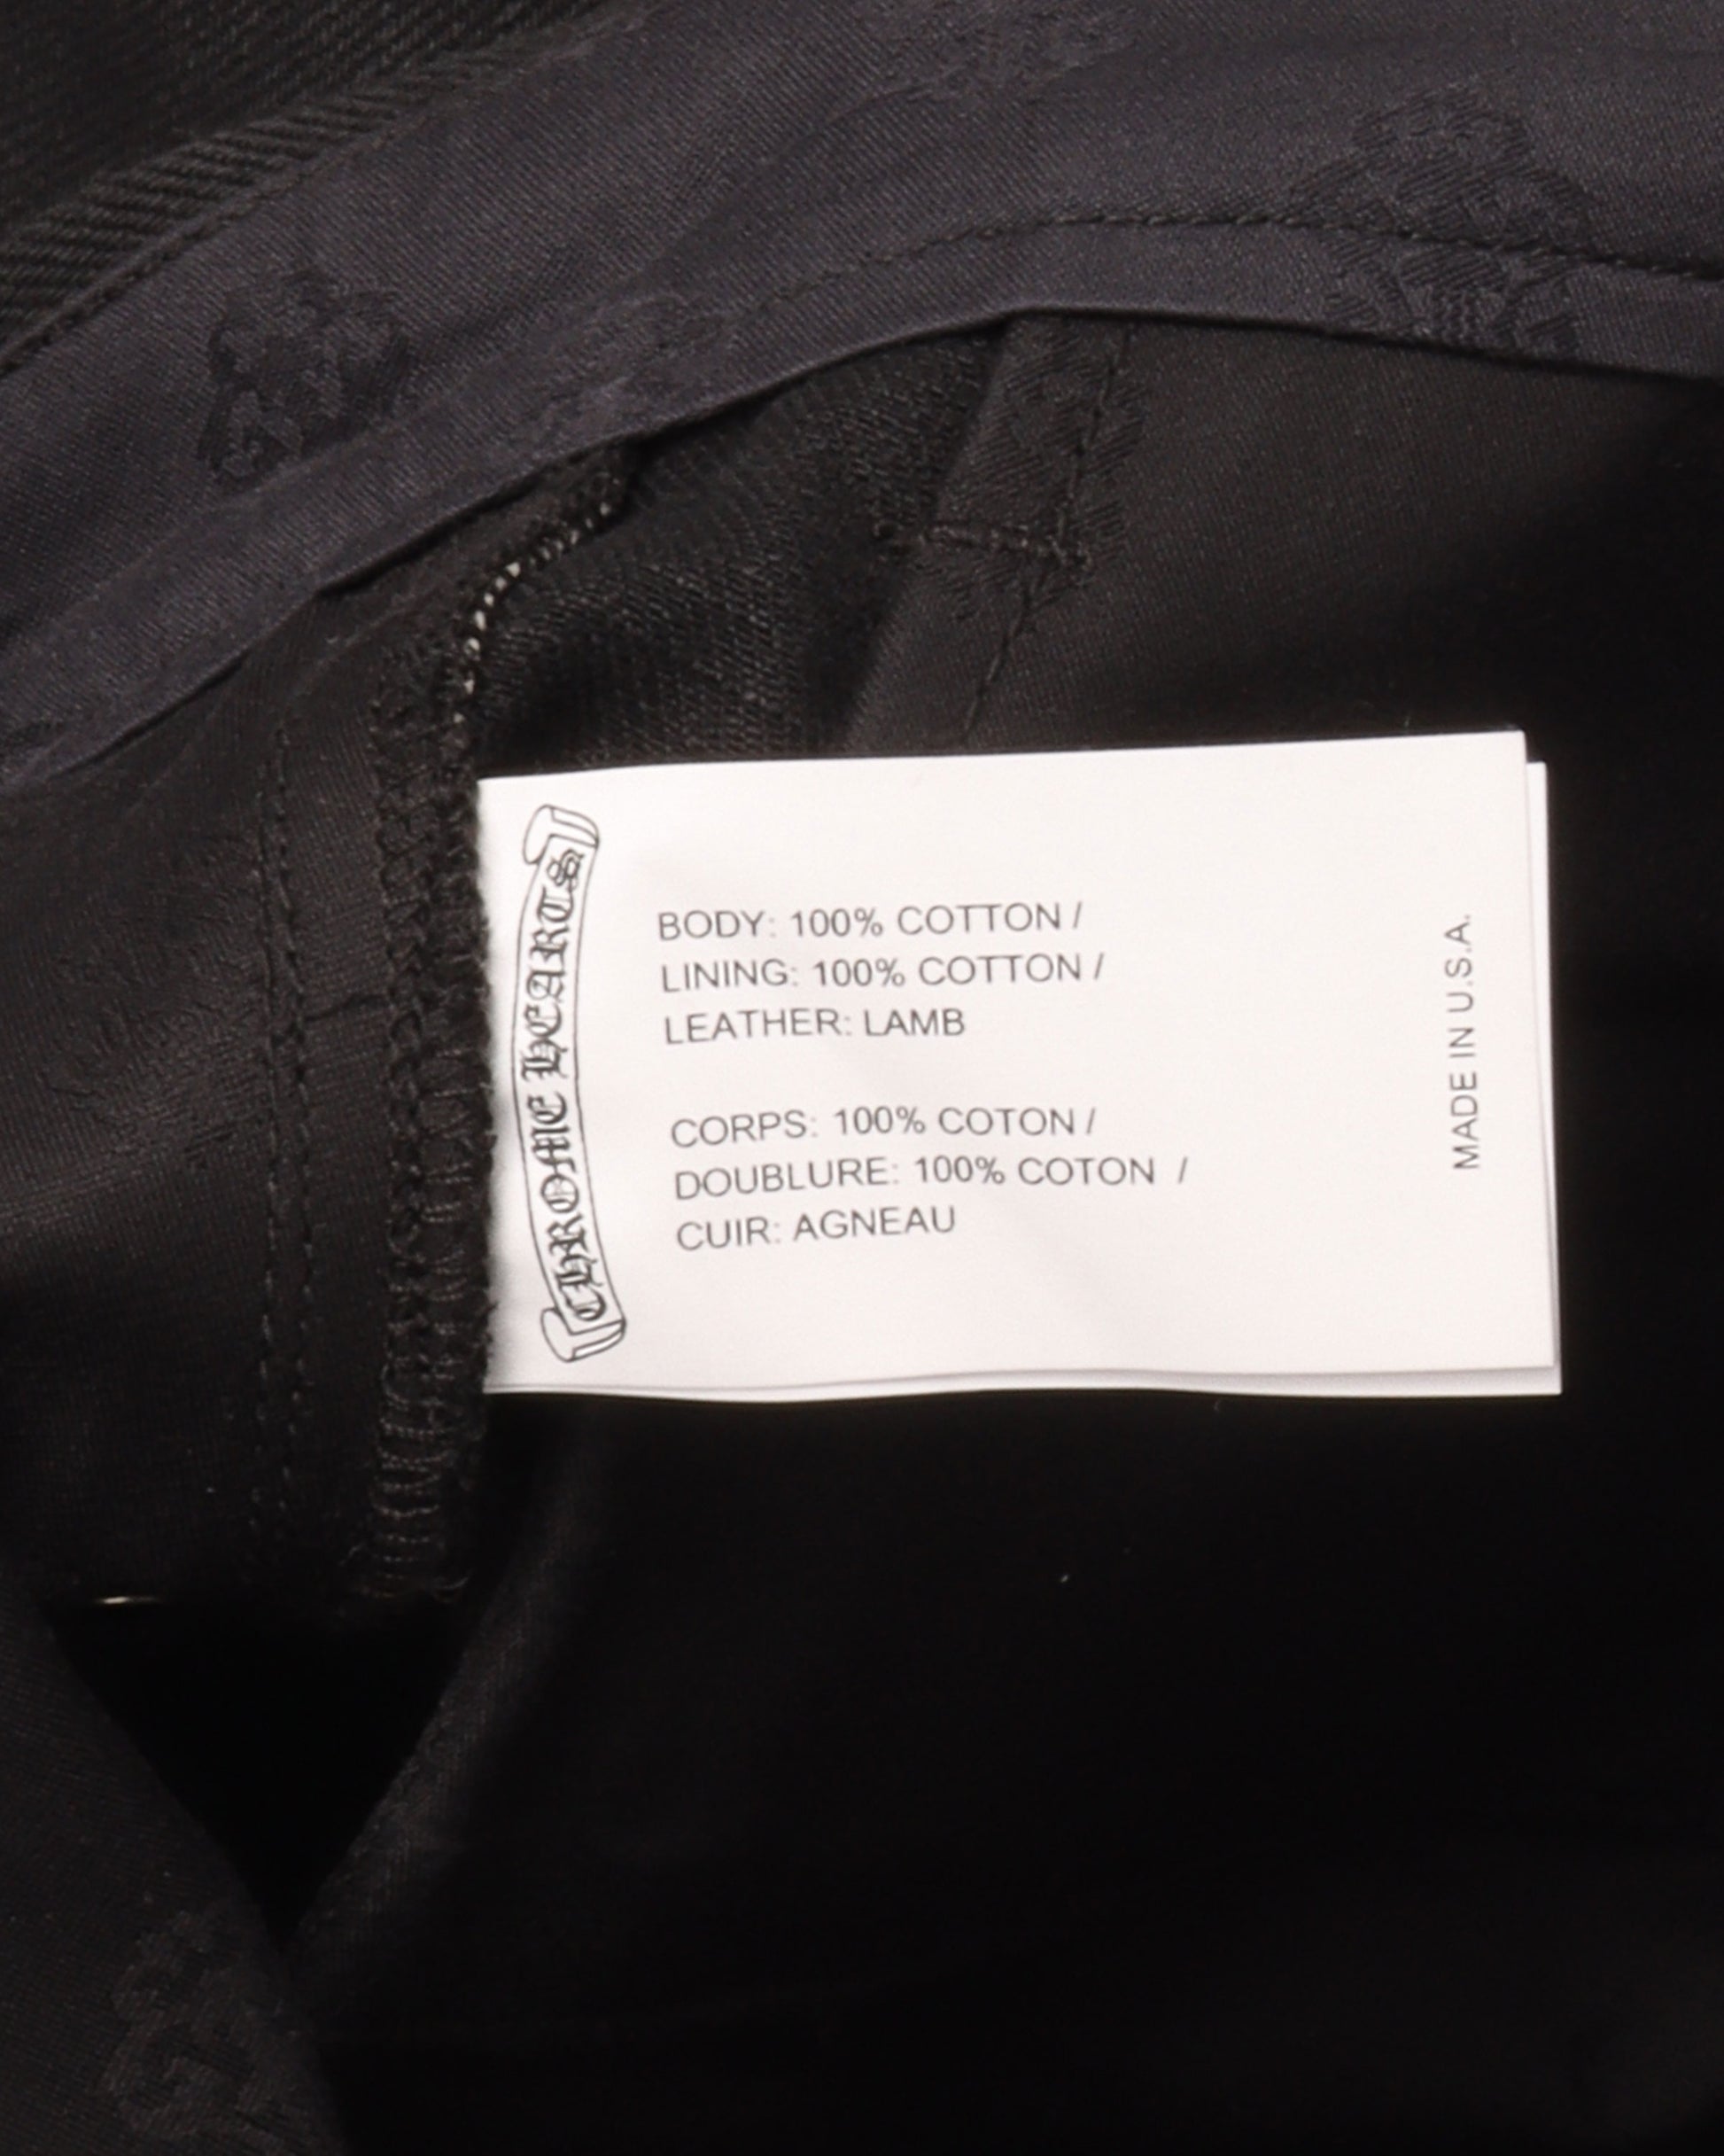 CHROME HEARTS
BODY: 100% COTTON /
LINING: 100% COTTON /
LEATHER: LAMB
CORPS: 100% COTON /
DOUBLURE: 100% COTON /
CUIR: AGNEAU
MADE IN U.S.A.